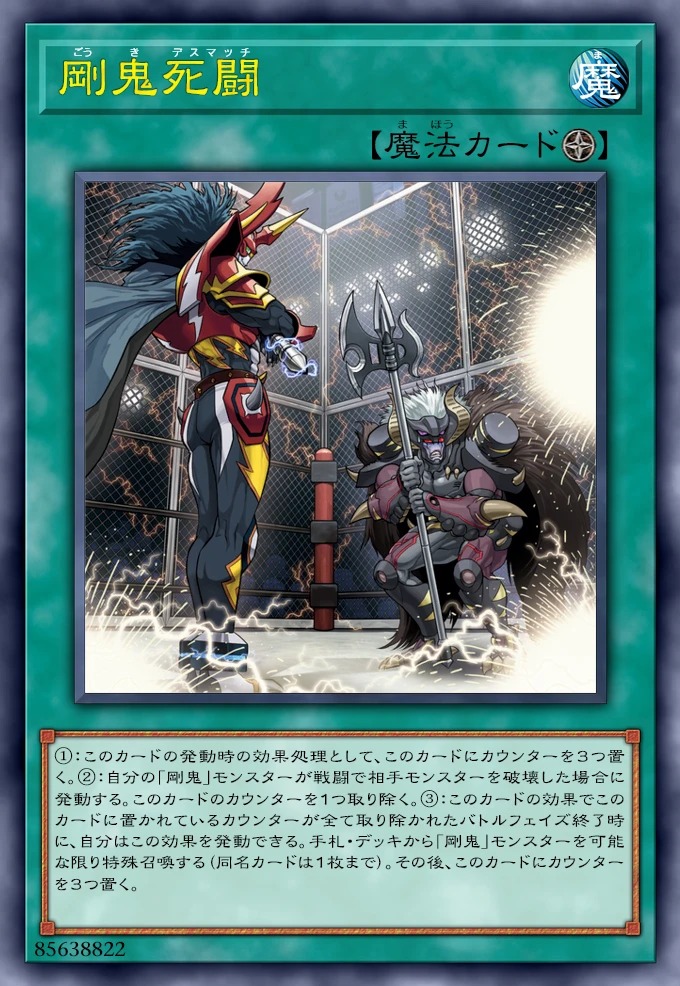 ごう き デスマッチ
剛鬼死闘
魔
ま
ま ほう
【魔法カード】
①：このカードの発動時の効果処理として、このカードにカウンターを３つ置
く。②：自分の「剛鬼」モンスターが戦闘で相手モンスターを破壊した場合に
発動する。このカードのカウンターを１つ取り除く。③：このカードの効果でこの
カードに置かれているカウンターが全て取り除かれたバトルフェイズ終了時
に、自分はこの効果を発動できる。手札・デッキから「剛鬼」モンスターを可能
な限り特殊召喚する（同名カードは１枚まで）。その後、このカードにカウンター
を３つ置く。
85638822